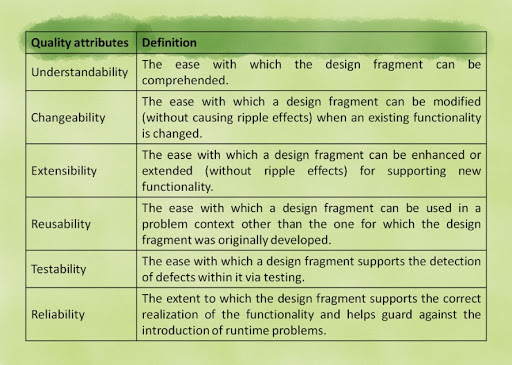 Quality attributes Definition
Understandability
The ease with which the design fragment can be
comprehended.
Changeability
The ease with which a design fragment can be modified
(without causing ripple effects) when an existing functionality
is changed.
Extensibility
The ease with which a design fragment can be enhanced or
extended (without ripple effects) for supporting new
functionality.
Reusability
The ease with which a design fragment can be used in a
problem context other than the one for which the design
fragment was originally developed.
Testability
The ease with which a design fragment supports the detection
of defects within it via testing.
Reliability
The extent to which the design fragment supports the correct
realization of the functionality and helps guard against the
introduction of runtime problems.